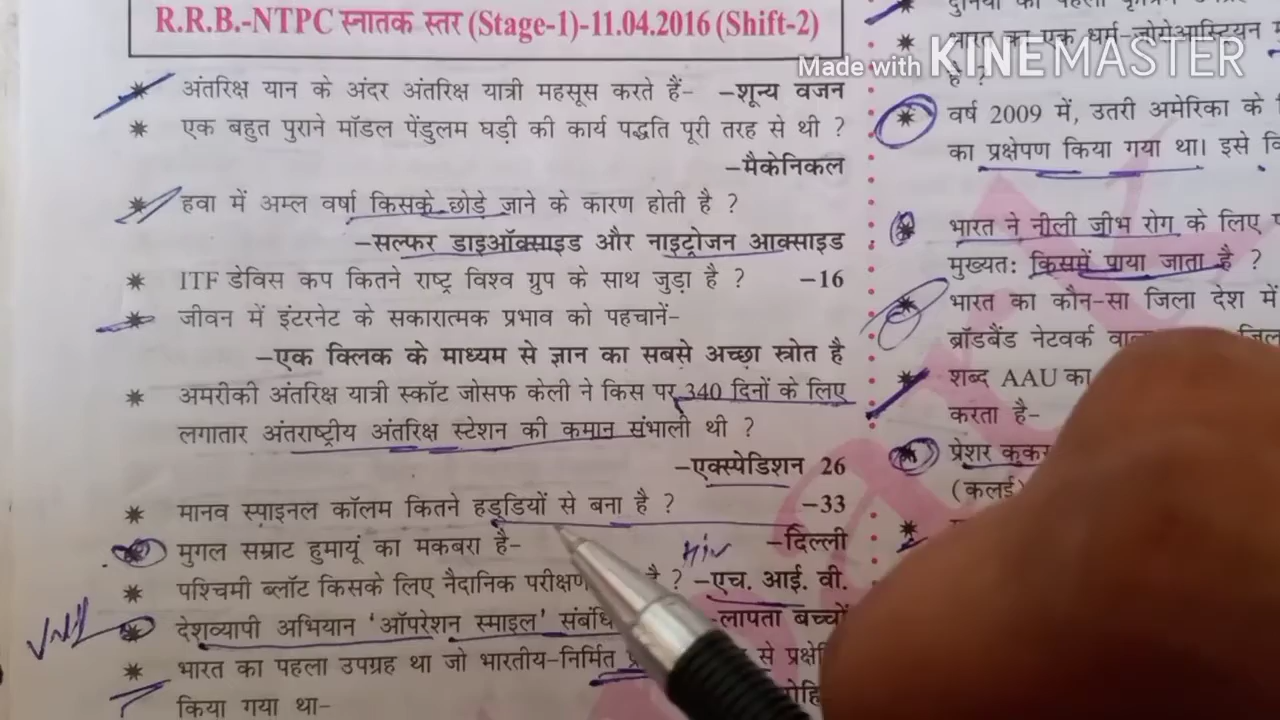 R.R.B.-NTPC स्नातक स्तर (Stage-1)-11.04.2016 (Shift-2)
* अंतरिक्ष यान के अंदर अंतरिक्ष यात्री महसूस करते हैं- -शून्य वजन
* एक बहुत पुराने मॉडल पेंडुलम घड़ी की कार्य पद्धति पूरी तरह से थी ?
-मैकेनिकल
* हवा में अम्ल वर्षा किसके छोड़े जाने के कारण होती है ?
-सल्फर डाइऑक्साइड और नाइट्रोजन आक्साइड
* ITF डेविस कप कितने राष्ट्र विश्व ग्रुप के साथ जुड़ा है ? -16
* जीवन में इंटरनेट के सकारात्मक प्रभाव को पहचानें-
-एक क्लिक के माध्यम से ज्ञान का सबसे अच्छा स्रोत है
* अमरीकी अंतरिक्ष यात्री स्कॉट जोसफ केली ने किस पर 340 दिनों के लिए
लगातार अंतराष्ट्रीय अंतरिक्ष स्टेशन की कमान संभाली थी ?
-एक्स्पेडिशन 26
* मानव स्पाइनल कॉलम कितने हड्डियों से बना है ? -33
* मुगल सम्राट हुमायूं का मकबरा है- -दिल्ली
Hiv
* पश्चिमी ब्लॉट किसके लिए नैदानिक परीक्षण है ? -एच. आई. वी.
* देशव्यापी अभियान 'ऑपरेशन स्माइल' -लापता बच्चों
* भारत का पहला उपग्रह था जो भारतीय-निर्मित से
किया गया था-
Made with KINEMASTER
* भारत का एक धर्म-
है ?
* वर्ष 2009 में, उतरी अमेरिका के
का प्रक्षेपण किया गया था। इसे
* भारत ने नीली जीभ रोग के लिए
मुख्यतः किसमें पाया जाता है ?
* भारत का कौन-सा जिला देश में
ब्रॉडबैंड नेटवर्क
* शब्द AAU का
करता है-
* प्रेशर
(कलई)